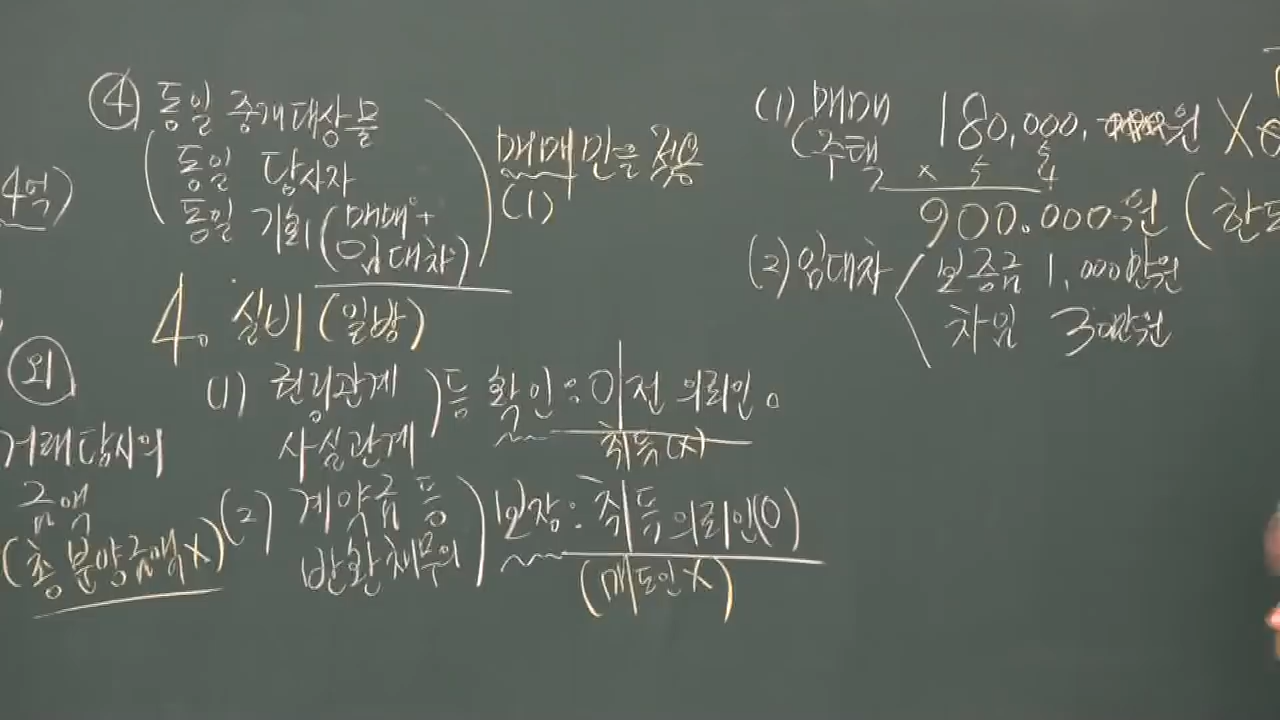 4억)
④ 동일 중개대상물
동일 당사자
동일 기회 (매매+
임대차)
매매만을 적용
(1)
4. 실비 (일방)
(1) 권리관계
사실관계
) 등 확인 : 이전 의뢰인.
취득(X)
(2) 계약금 등
반환채무의
) 보장 : 취득의뢰인(O)
(매도인X)
외
거래당시의
금액
(총 분양금액X)
(1) 매매
(주택
180,000,
원 X
x 5
4
900.000원 (한도
(2) 임대차
보증금 1,000만원
차임 30만원